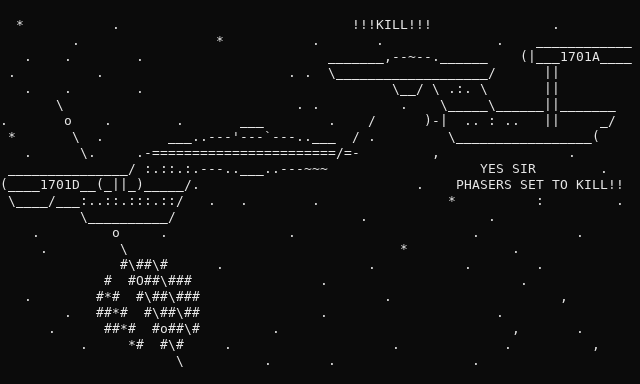 !!!KILL!!!
1701A
1701D
YES SIR
PHASERS SET TO KILL!!